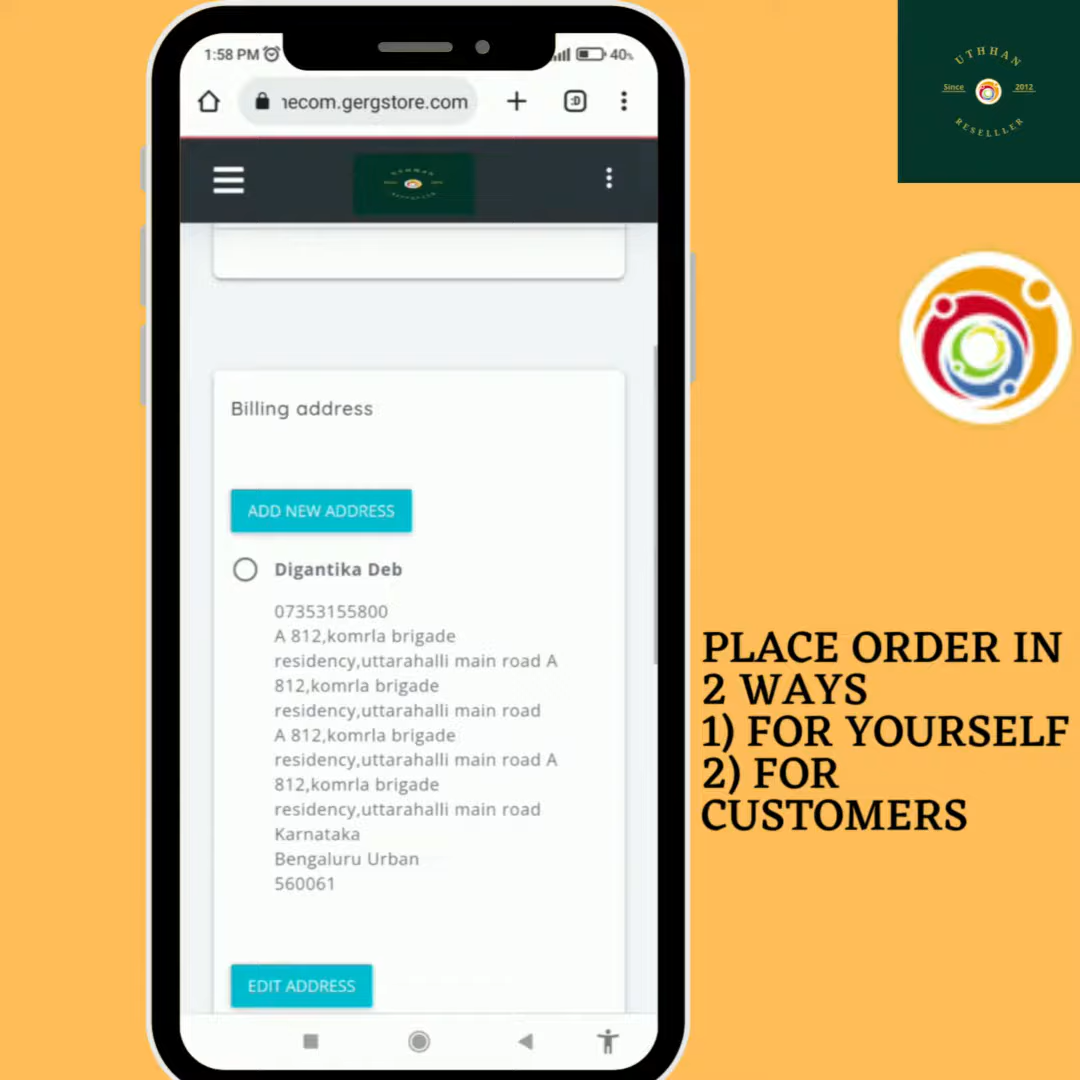 1:58 PM
40%
necom.gergstore.com
:D
UTHHAN
Since 2012
RESELLLER
Billing address
ADD NEW ADDRESS
Digantika Deb
07353155800
A 812,komrla brigade
residency,uttarahalli main road A
812,komrla brigade
residency,uttarahalli main road
A 812,komrla brigade
residency,uttarahalli main road A
812,komrla brigade
residency,uttarahalli main road
Karnataka
Bengaluru Urban
560061
EDIT ADDRESS
PLACE ORDER IN
2 WAYS
1) FOR YOURSELF
2) FOR
CUSTOMERS